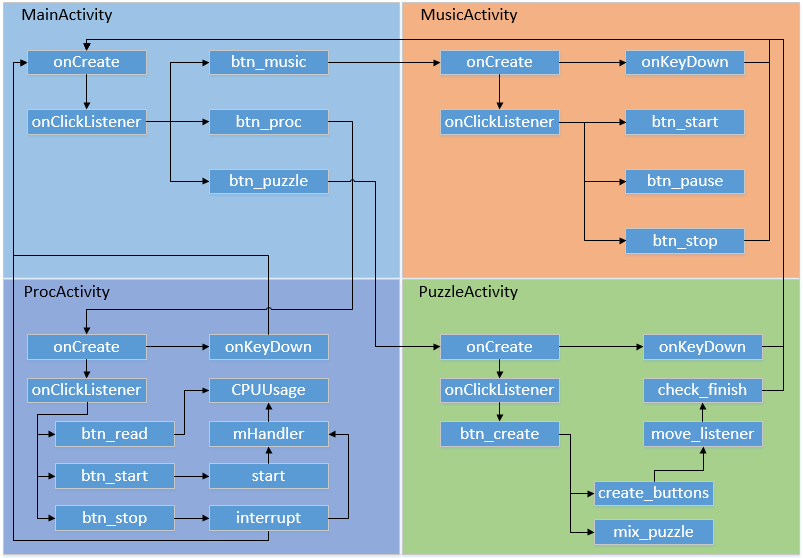 MainActivity
onCreate
btn_music
onClickListener
btn_proc
btn_puzzle
MusicActivity
onCreate
onKeyDown
onClickListener
btn_start
btn_pause
btn_stop
ProcActivity
onCreate
onKeyDown
onClickListener
CPUUsage
btn_read
mHandler
btn_start
start
btn_stop
interrupt
PuzzleActivity
onCreate
onKeyDown
onClickListener
check_finish
btn_create
move_listener
create_buttons
mix_puzzle